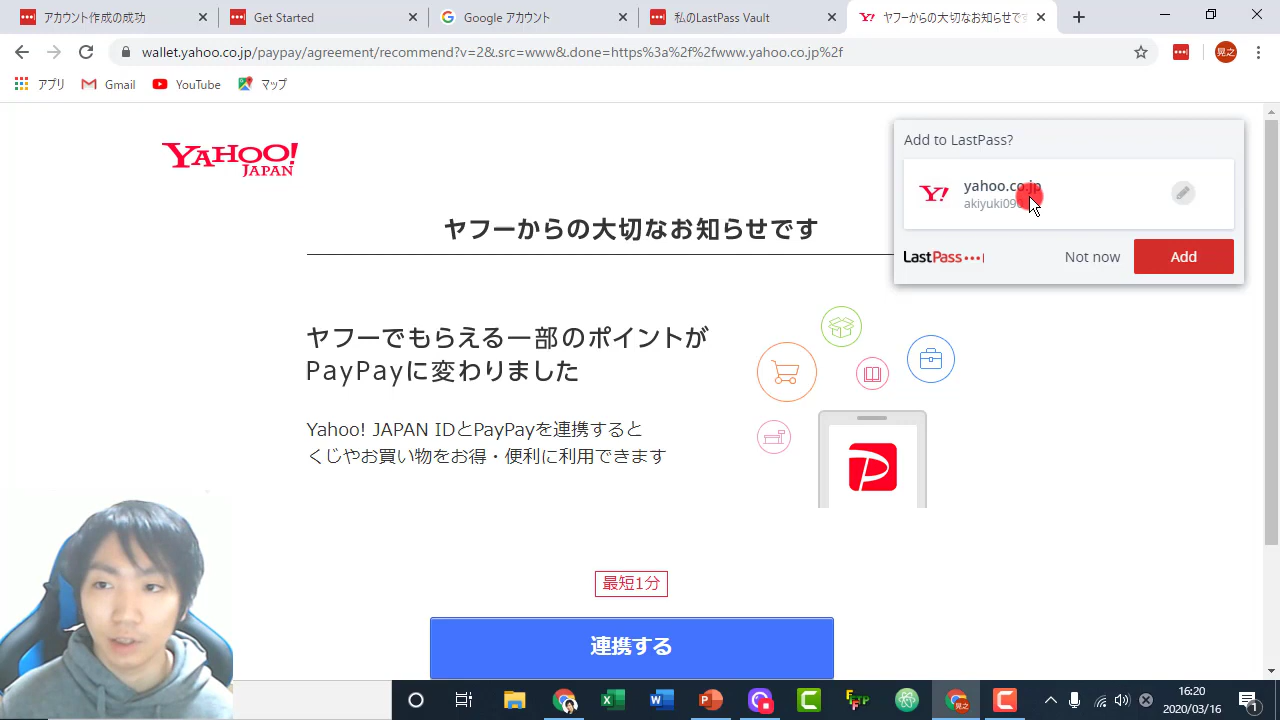 アカウント作成の成功
Get Started
Google アカウント
私のLastPass Vault
ヤフーからの大切なお知らせです
wallet.yahoo.co.jp/paypay/agreement/recommend?v=2&.src=www&.done=https%3a%2f%2fwww.yahoo.co.jp%2f
晃之
アプリ
Gmail
YouTube
マップ
YAHOO!
JAPAN
Add to LastPass?
Y!
yahoo.co.jp
LastPass
Not now
Add
ヤフーからの大切なお知らせです
ヤフーでもらえる一部のポイントが
PayPayに変わりました
Yahoo! JAPAN IDとPayPayを連携すると
くじやお買い物をお得・便利に利用できます
最短1分
連携する
16:20
2020/03/16